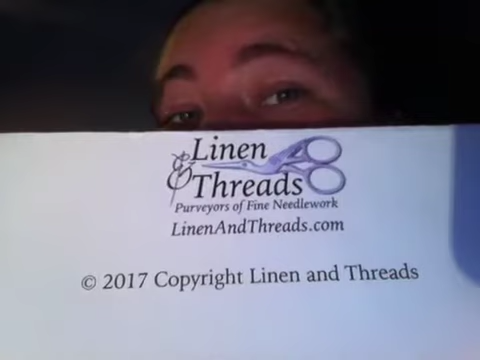 Linen
& Threads
Purveyors of Fine Needlework
LinenAndThreads.com
© 2017 Copyright Linen and Threads